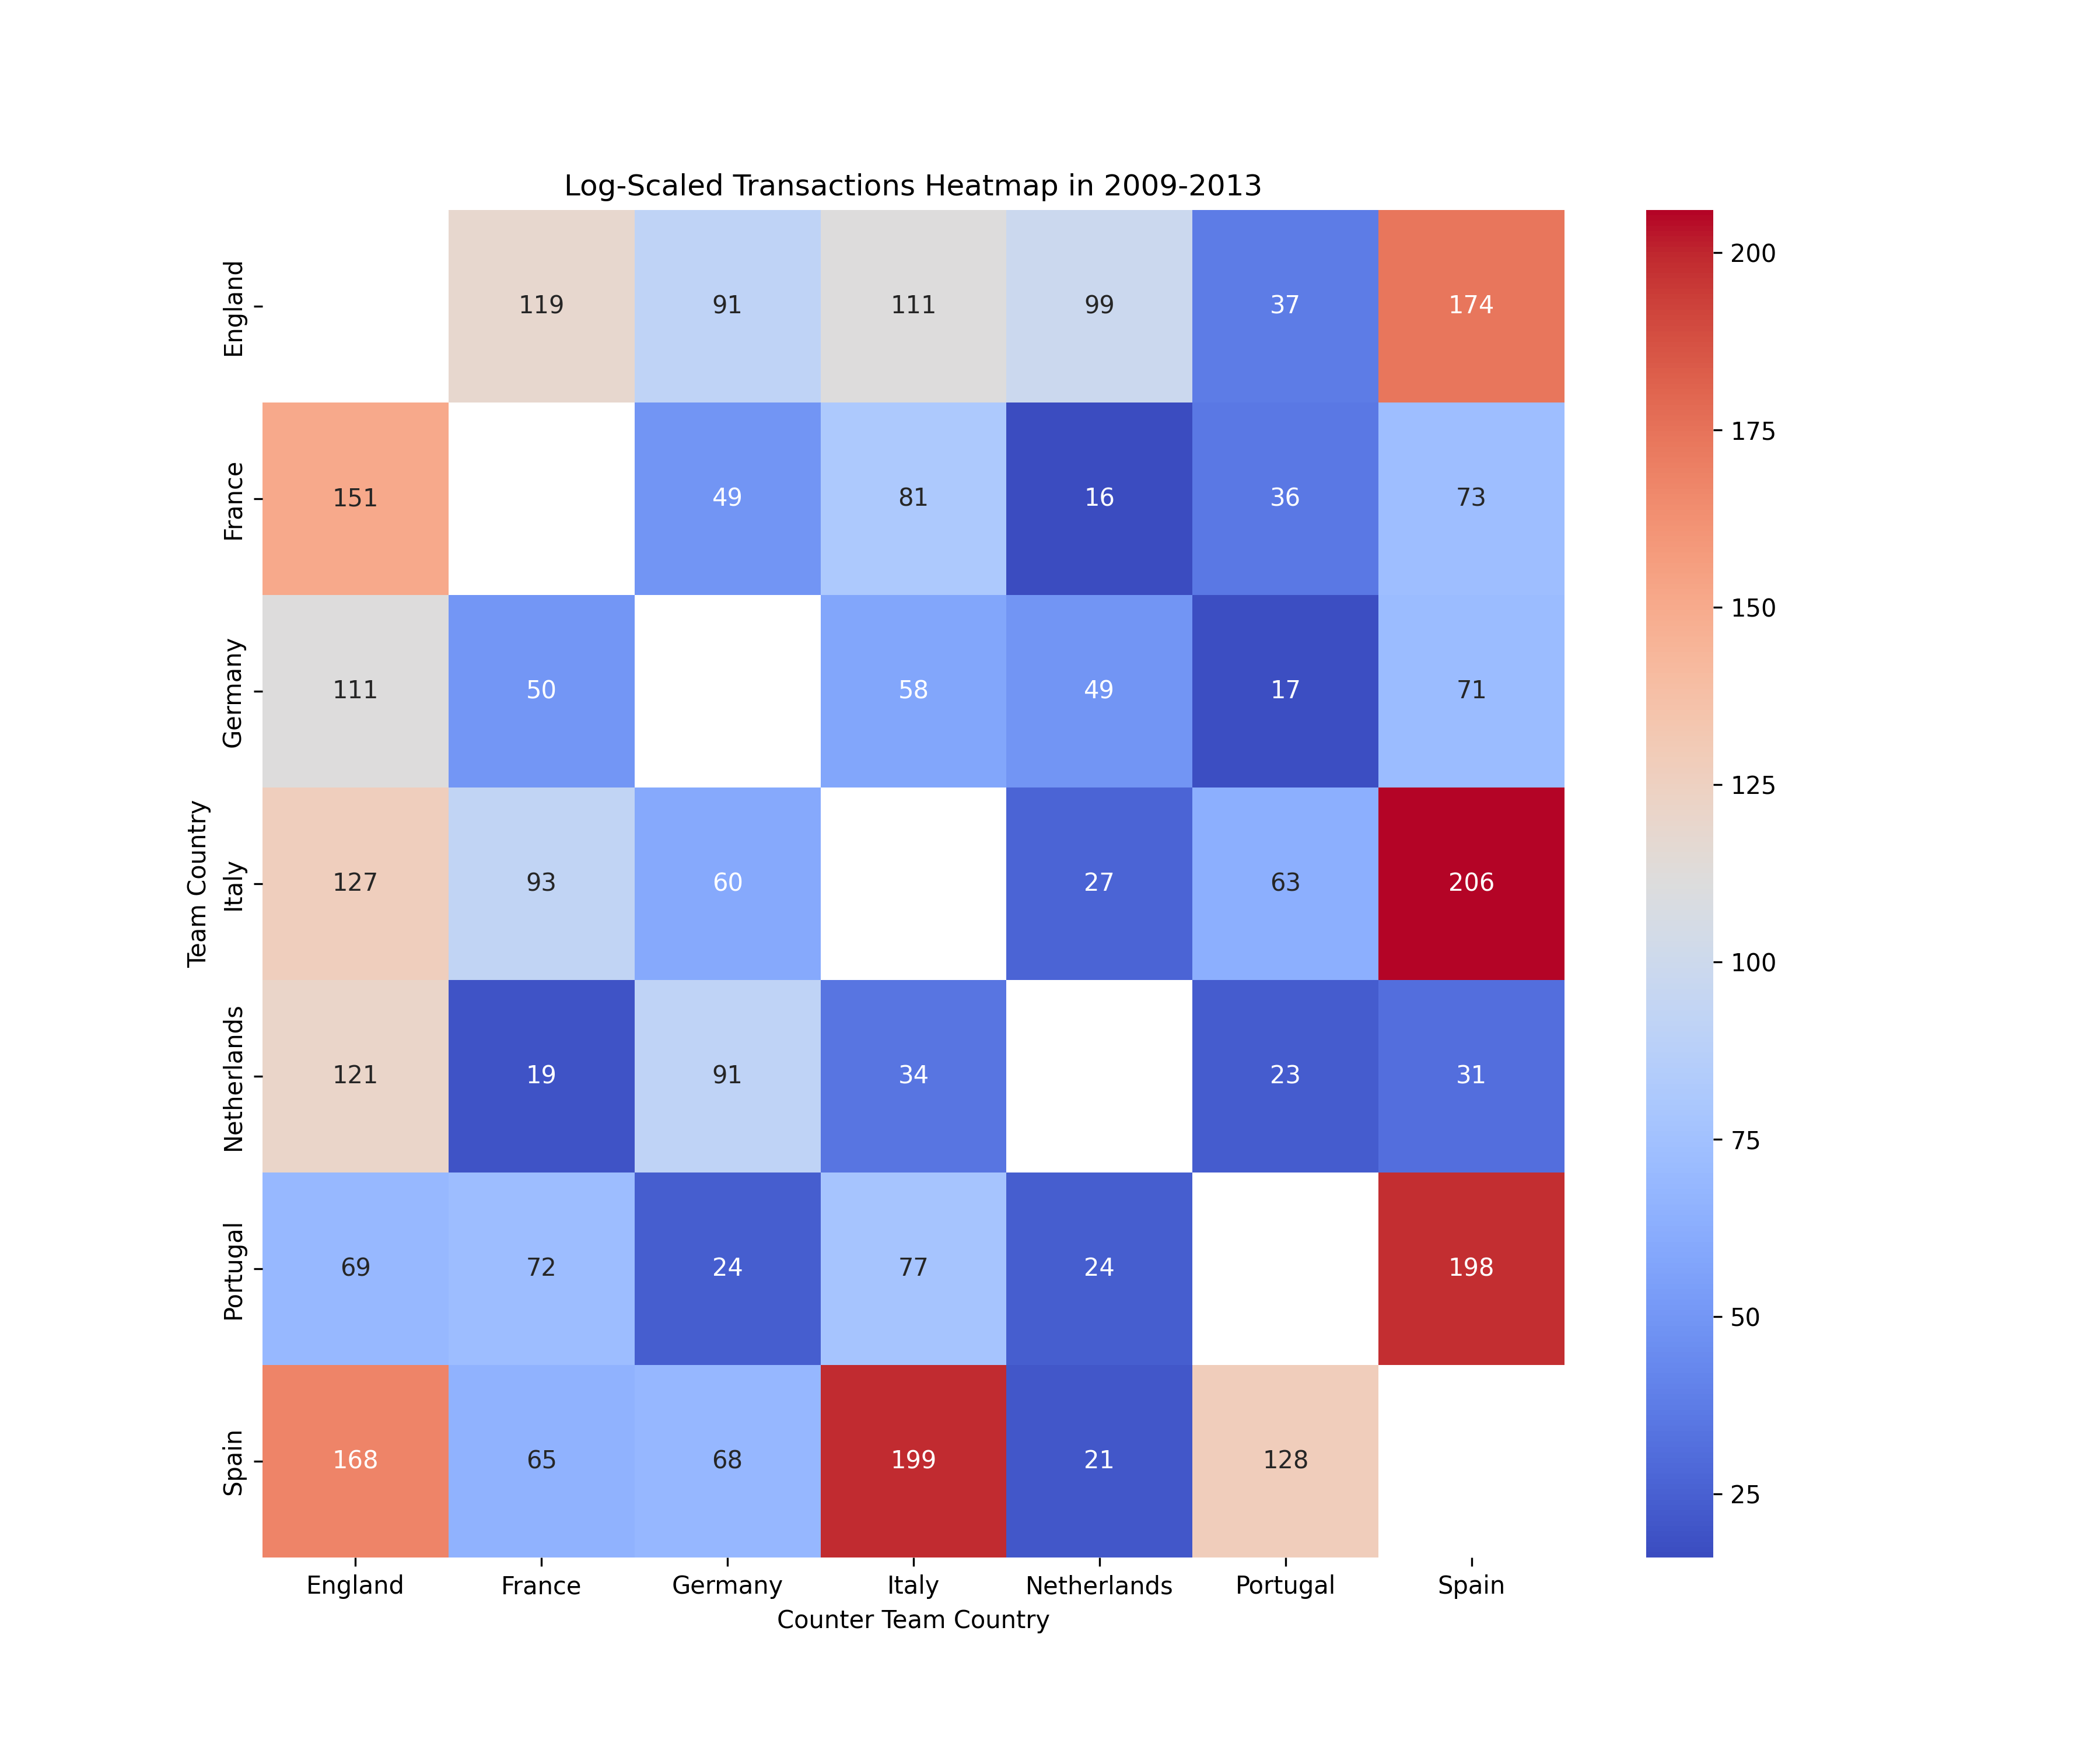 Log-Scaled Transactions Heatmap in 2009-2013
Team Country
England
119 91 111 99 37 174
France
151 49 81 16 36 73
Germany
111 50 58 49 17 71
Italy
127 93 60 27 63 206
Netherlands
121 19 91 34 23 31
Portugal
69 72 24 77 24 198
Spain
168 65 68 199 21 128
England France Germany Italy Netherlands Portugal Spain
Counter Team Country
200
175
150
125
100
75
50
25